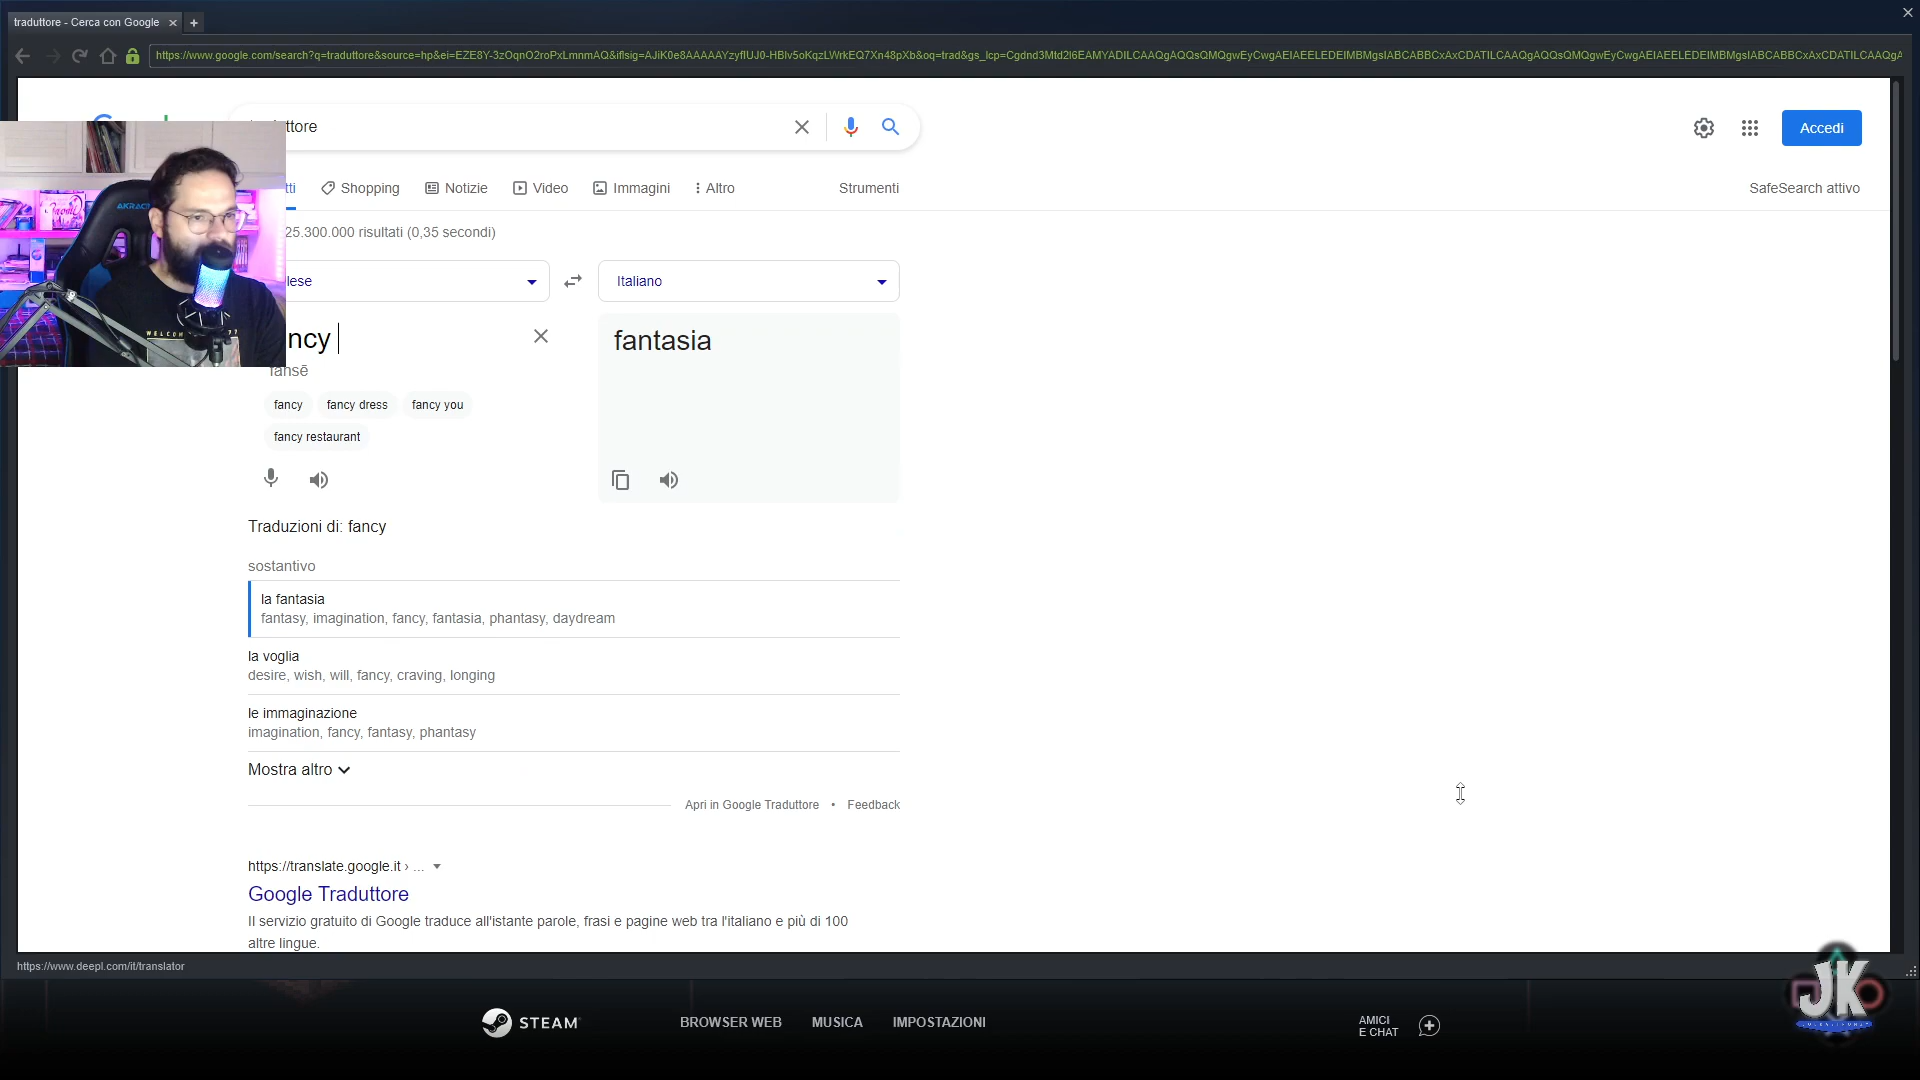 traduttore - Cerca con Google
https://www.google.com/search?q=traduttore&source=hp&ei=EZE8Y-3zOqnO2roPxLmnmAQ&iflsig=AJiK0e8AAAAAYzyfIUJ0-HBlv5oKqzLWrkEQ7Xn48pXb&oq=trad&gs_lcp=Cgdnd3Mtd2l6EAMYADILCAAQgAQQsQMQgwEyCwgAEIAEELEDEIMBMgsIABCABBCxAxCDATILCAAQgAQQsQMQgwEyCwgAEIAEELEDEIMBMgsIABCABBCxAxCDATILCAAQgA
ttore
Accedi
tti Shopping Notizie Video Immagini Altro Strumenti SafeSearch attivo
25.300.000 risultati (0,35 secondi)
lese Italiano
ncy
fantasia
fansē
fancy fancy dress fancy you
fancy restaurant
Traduzioni di: fancy
sostantivo
la fantasia
fantasy, imagination, fancy, fantasia, phantasy, daydream
la voglia
desire, wish, will, fancy, craving, longing
le immaginazione
imagination, fancy, fantasy, phantasy
Mostra altro
Apri in Google Traduttore • Feedback
https://translate.google.it › ...
Google Traduttore
Il servizio gratuito di Google traduce all'istante parole, frasi e pagine web tra l'italiano e più di 100
altre lingue.
https://www.deepl.com/it/translator
STEAM BROWSER WEB MUSICA IMPOSTAZIONI
AMICI
E CHAT
JK